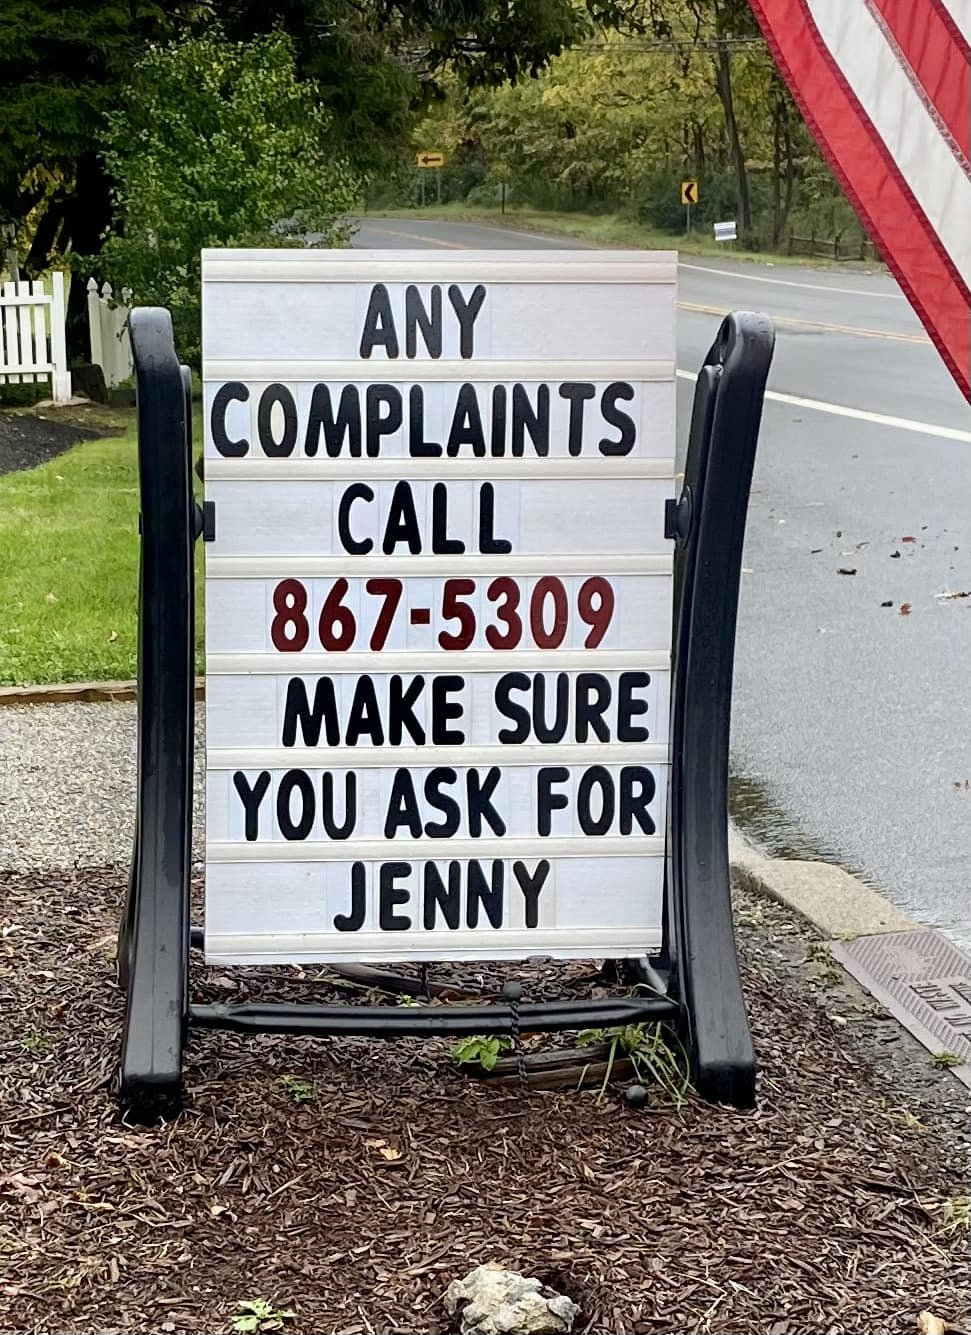 ANY
COMPLAINTS
CALL
867-5309
MAKE SURE
YOU ASK FOR
JENNY